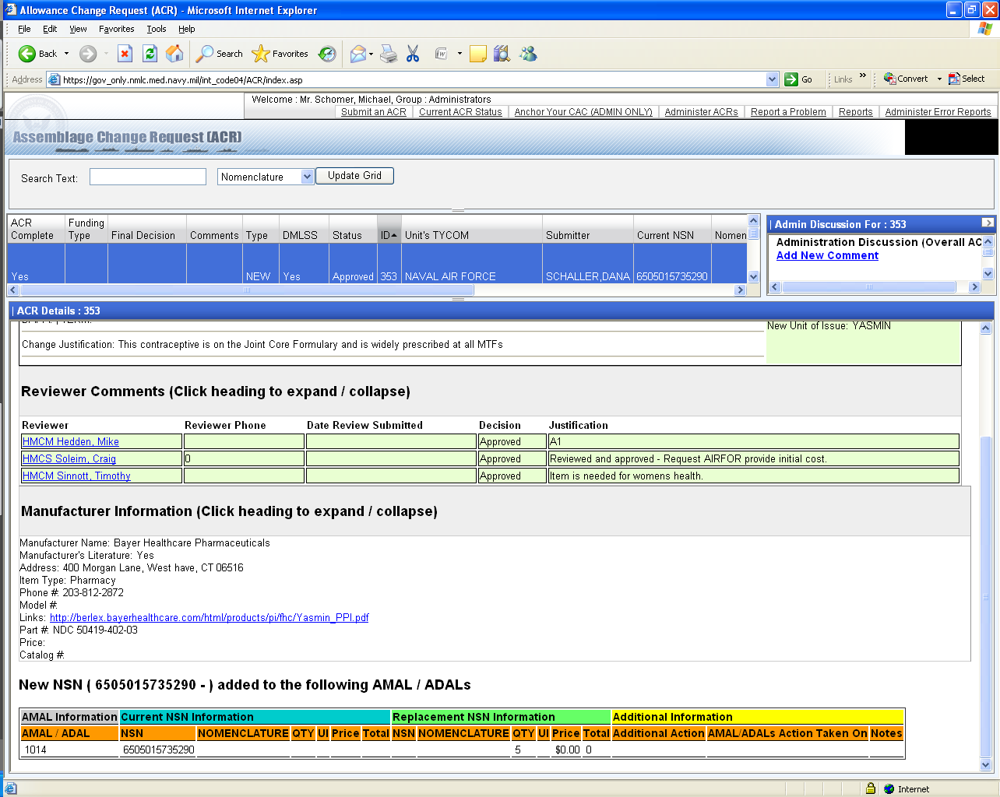 Allowance Change Request (ACR) - Microsoft Internet Explorer
File Edit View Favorites Tools Help
Back Search Favorites
Address https://gov_only.nmlc.med.navy.mil/int_code04/ACR/index.asp Go Links » Convert Select
Welcome : Mr. Schomer, Michael, Group : Administrators
Submit an ACR Current ACR Status Anchor Your CAC (ADMIN ONLY) Administer ACRs Report a Problem Reports Administer Error Reports
Assemblage Change Request (ACR)
Search Text: Nomenclature Update Grid
ACR Complete Funding Type Final Decision Comments Type DMLSS Status ID Unit's TYCOM Submitter Current NSN Nomen
Yes NEW Yes Approved 353 NAVAL AIR FORCE SCHALLER,DANA 6505015735290
Admin Discussion For : 353
Administration Discussion (Overall AC
Add New Comment
ACR Details : 353
New Unit of Issue: YASMIN
Change Justification: This contraceptive is on the Joint Core Formulary and is widely prescribed at all MTFs
Reviewer Comments (Click heading to expand / collapse)
Reviewer Reviewer Phone Date Review Submitted Decision Justification
HMCM Hedden, Mike Approved A1
HMCS Soleim, Craig 0 Approved Reviewed and approved - Request AIRFOR provide initial cost.
HMCM Sinnott, Timothy Approved Item is needed for womens health.
Manufacturer Information (Click heading to expand / collapse)
Manufacturer Name: Bayer Healthcare Pharmaceuticals
Manufacturer's Literature: Yes
Address: 400 Morgan Lane, West have, CT 06516
Item Type: Pharmacy
Phone #: 203-812-2872
Model #:
Links: http://berlex.bayerhealthcare.com/html/products/pi/fhc/Yasmin_PPI.pdf
Part #: NDC 50419-402-03
Price:
Catalog #:
New NSN ( 6505015735290 - ) added to the following AMAL / ADALs
AMAL Information Current NSN Information Replacement NSN Information Additional Information
AMAL / ADAL NSN NOMENCLATURE QTY UI Price Total NSN NOMENCLATURE QTY UI Price Total Additional Action AMAL/ADALs Action Taken On Notes
1014 6505015735290 5 $0.00 0
Internet